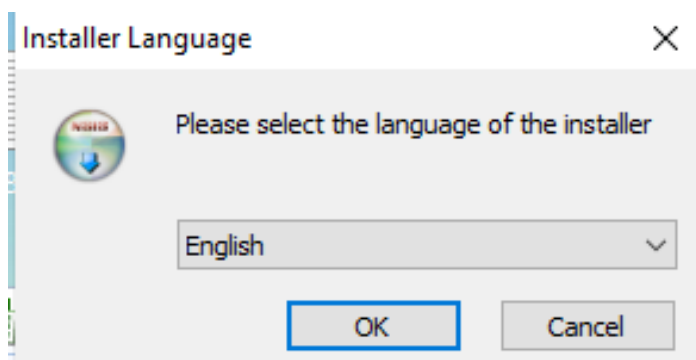 Installer Language
Please select the language of the installer
English
OK
Cancel